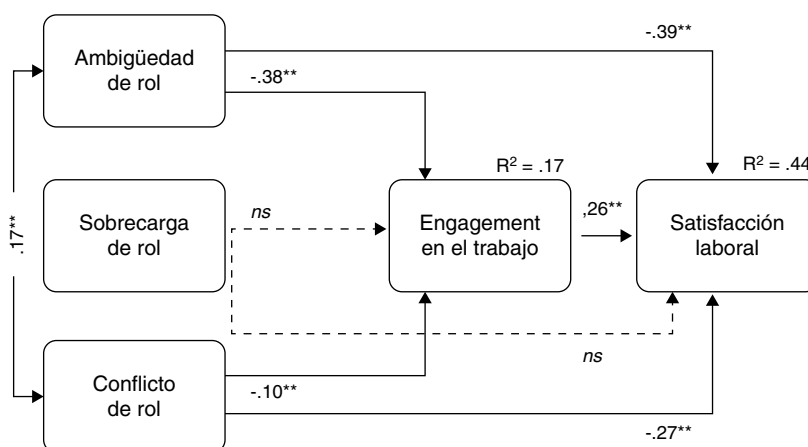 Ambigüedad
de rol
-.39**
-.38**
R² = .17
R² = .44
Sobrecarga
de rol
ns
Engagement
en el trabajo
,26**
Satisfacción
laboral
.17**
ns
Conflicto
de rol
-.10**
-.27**